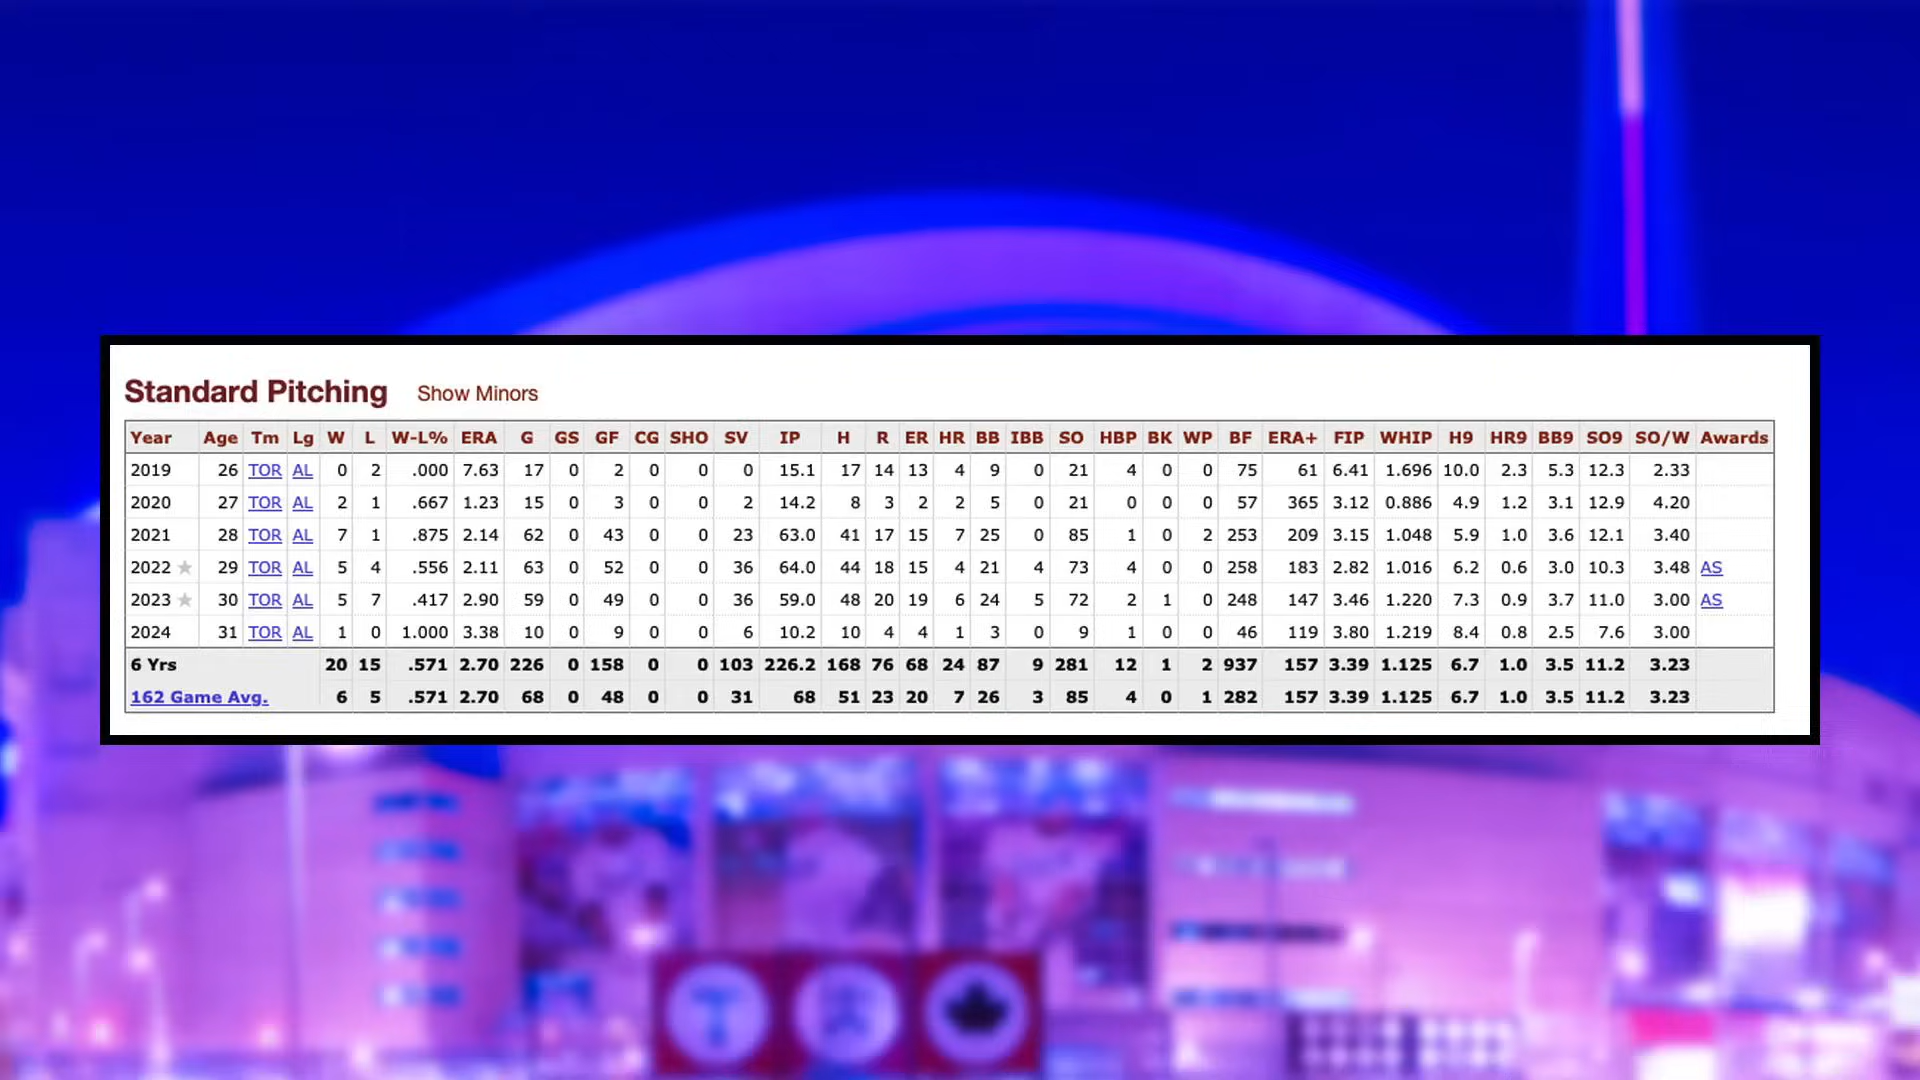 Standard Pitching Show Minors
Year Age Tm Lg W L W-L% ERA G GS GF CG SHO SV IP H R ER HR BB IBB SO HBP BK WP BF ERA+ FIP WHIP H9 HR9 BB9 SO9 SO/W Awards
2019 26 TOR AL 0 2 .000 7.63 17 0 2 0 0 0 15.1 17 14 13 4 9 0 21 4 0 0 75 61 6.41 1.696 10.0 2.3 5.3 12.3 2.33
2020 27 TOR AL 2 1 .667 1.23 15 0 3 0 0 2 14.2 8 3 2 2 5 0 21 0 0 0 57 365 3.12 0.886 4.9 1.2 3.1 12.9 4.20
2021 28 TOR AL 7 1 .875 2.14 62 0 43 0 0 23 63.0 41 17 15 7 25 0 85 1 0 2 253 209 3.15 1.048 5.9 1.0 3.6 12.1 3.40
2022 ★ 29 TOR AL 5 4 .556 2.11 63 0 52 0 0 36 64.0 44 18 15 4 21 4 73 4 0 0 258 183 2.82 1.016 6.2 0.6 3.0 10.3 3.48 AS
2023 ★ 30 TOR AL 5 7 .417 2.90 59 0 49 0 0 36 59.0 48 20 19 6 24 5 72 2 1 0 248 147 3.46 1.220 7.3 0.9 3.7 11.0 3.00 AS
2024 31 TOR AL 1 0 1.000 3.38 10 0 9 0 0 6 10.2 10 4 4 1 3 0 9 1 0 0 46 119 3.80 1.219 8.4 0.8 2.5 7.6 3.00
6 Yrs 20 15 .571 2.70 226 0 158 0 0 103 226.2 168 76 68 24 87 9 281 12 1 2 937 157 3.39 1.125 6.7 1.0 3.5 11.2 3.23
162 Game Avg. 6 5 .571 2.70 68 0 48 0 0 31 68 51 23 20 7 26 3 85 4 0 1 282 157 3.39 1.125 6.7 1.0 3.5 11.2 3.23